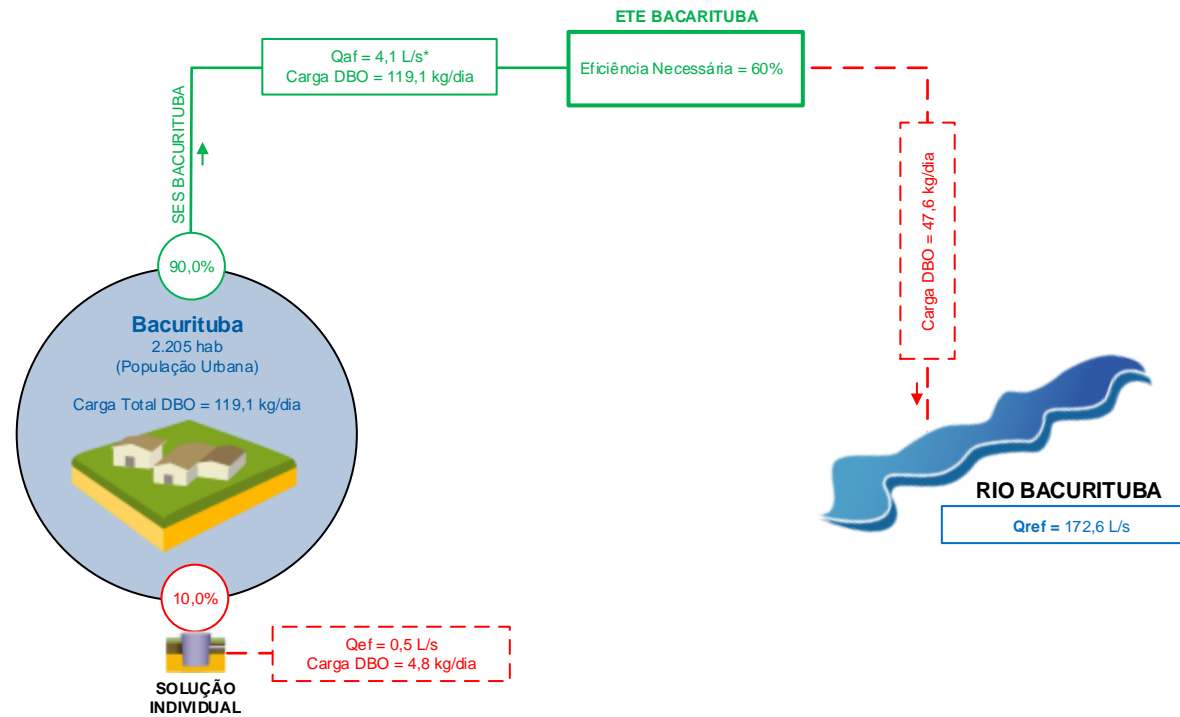 ETE BACARITUBA
Qaf = 4,1 L/s*
Carga DBO = 119,1 kg/dia
Eficiência Necessária = 60%
SES BACURITUBA
Carga DBO = 47,6 kg/dia
90,0%
Bacurituba
2.205 hab
(População Urbana)
Carga Total DBO = 119,1 kg/dia
RIO BACURITUBA
Qref = 172,6 L/s
10,0%
Qef = 0,5 L/s
Carga DBO = 4,8 kg/dia
SOLUÇÃO
INDIVIDUAL